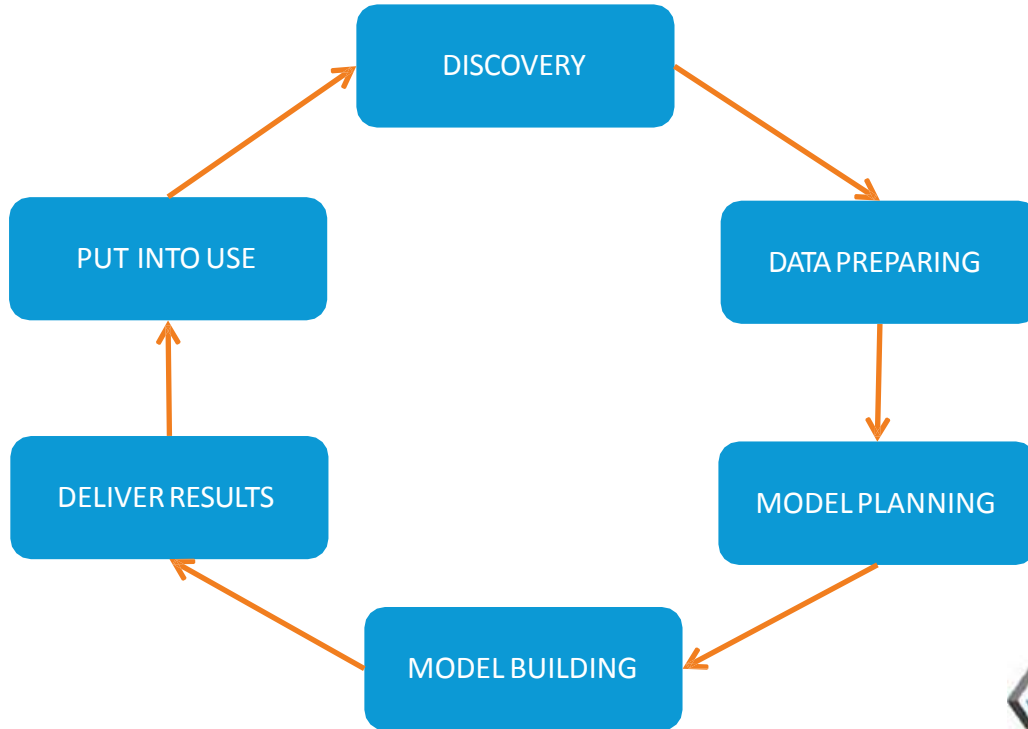 DISCOVERY
PUT INTO USE
DATA PREPARING
DELIVER RESULTS
MODEL PLANNING
MODEL BUILDING